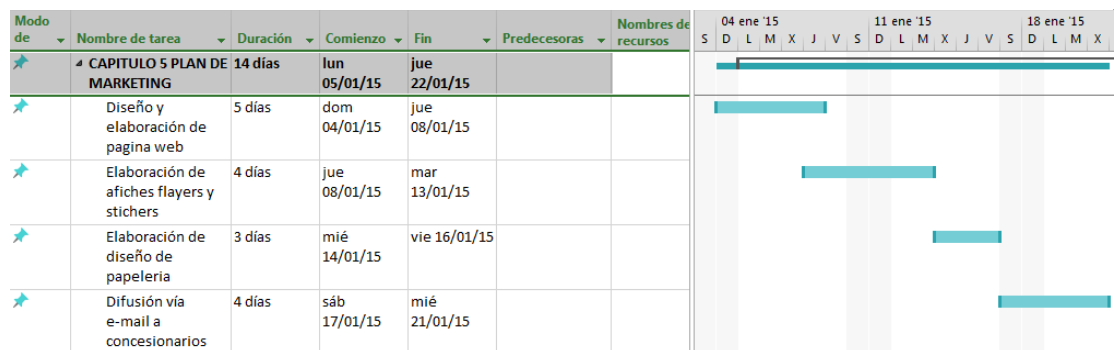 Modo de Nombre de tarea Duración Comienzo Fin Predecesoras Nombres de recursos
04 ene '15 11 ene '15 18 ene '15
S D L M X J V S D L M X J V S D L M X
CAPITULO 5 PLAN DE 14 días lun jue
MARKETING 05/01/15 22/01/15
Diseño y 5 días dom jue
elaboración de 04/01/15 08/01/15
pagina web
Elaboración de 4 días jue mar
afiches flayers y 08/01/15 13/01/15
stichers
Elaboración de 3 días mié vie 16/01/15
diseño de 14/01/15
papeleria
Difusión vía 4 días sáb mié
e-mail a 17/01/15 21/01/15
concesionarios